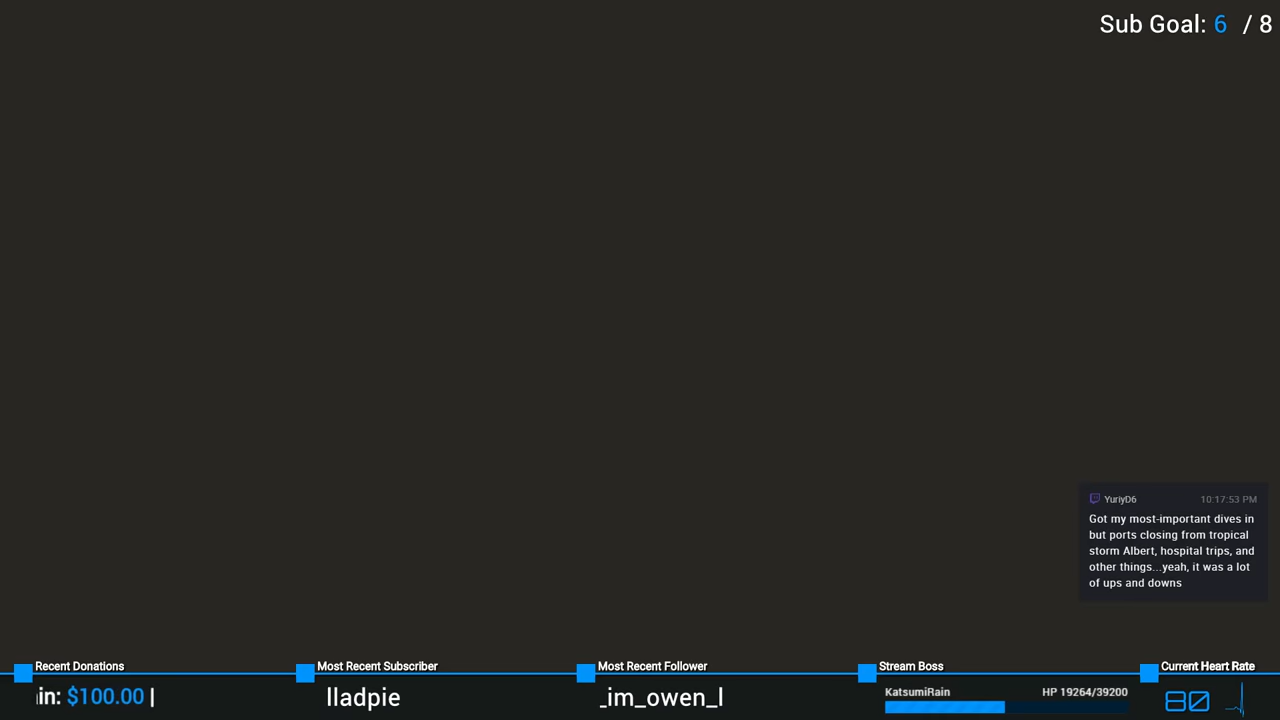 Sub Goal: 6 / 8
YuriyD6 10:17:53 PM
Got my most-important dives in
but ports closing from tropical
storm Albert, hospital trips, and
other things...yeah, it was a lot
of ups and downs
Recent Donations
in: $100.00 |
Most Recent Subscriber
lladpie
Most Recent Follower
_im_owen_l
Stream Boss
KatsumiRain HP 19264/39200
Current Heart Rate
80